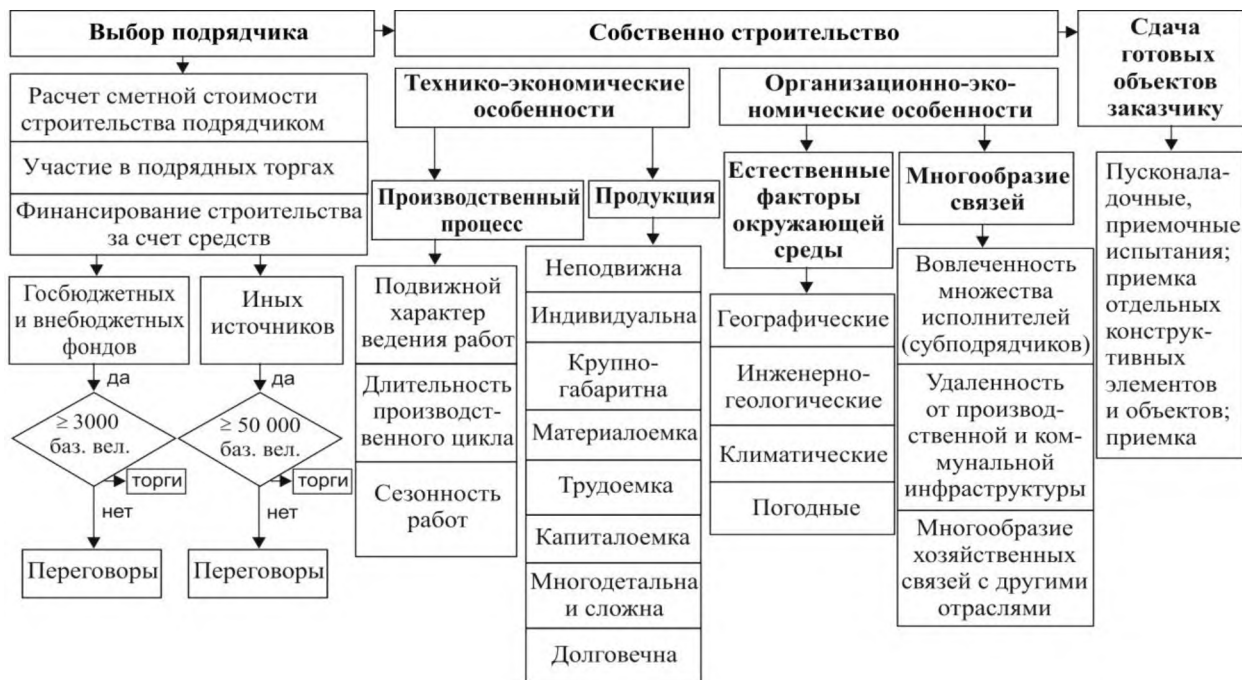 Выбор подрядчика
Расчет сметной стоимости
строительства подрядчиком
Участие в подрядных торгах
Финансирование строительства
за счет средств
Госбюджетных
и внебюджетных
фондов
Иных
источников
да
да
≥ 3000
баз. вел.
≥ 50 000
баз. вел.
торги
торги
нет
нет
Переговоры
Переговоры
Собственно строительство
Технико-экономические
особенности
Производственный
процесс
Подвижной
характер
ведения работ
Длительность
производст-
венного цикла
Сезонность
работ
Продукция
Неподвижна
Индивидуальна
Крупно-
габаритна
Материалоемка
Трудоемка
Капиталоемка
Многодетальна
и сложна
Долговечна
Организационно-эко-
номические особенности
Естественные
факторы
окружающей
среды
Географические
Инженерно-
геологические
Климатические
Погодные
Многообразие
связей
Вовлеченность
множества
исполнителей
(субподрядчиков)
Удаленность
от производ-
ственной и ком-
мунальной
инфраструктуры
Многообразие
хозяйственных
связей с другими
отраслями
Сдача
готовых
объектов
заказчику
Пусконала-
дочные,
приемочные
испытания;
приемка
отдельных
конструк-
тивных
элементов
и объектов;
приемка